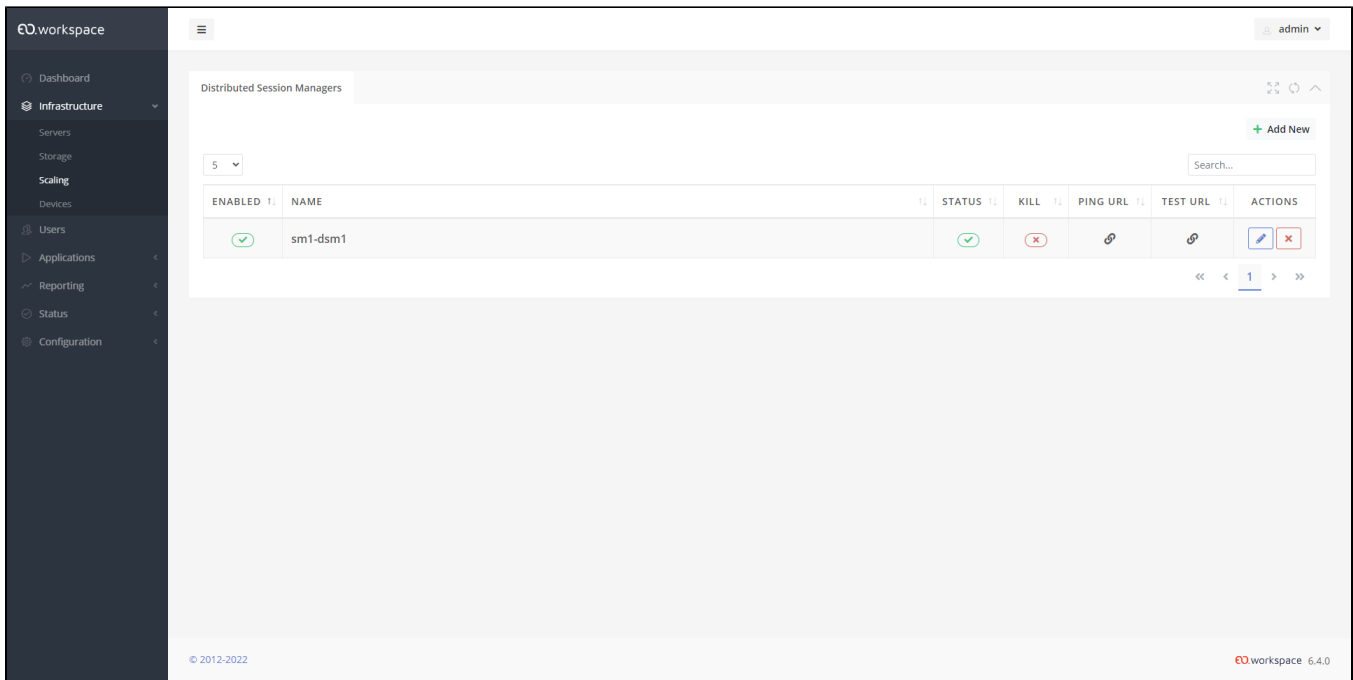 eo.workspace
admin
Dashboard
Infrastructure
Servers
Storage
Scaling
Devices
Users
Applications
Reporting
Status
Configuration
Distributed Session Managers
+ Add New
5
Search...
ENABLED NAME STATUS KILL PING URL TEST URL ACTIONS
sm1-dsm1
« ‹ 1 › »
© 2012-2022
eo.workspace 6.4.0